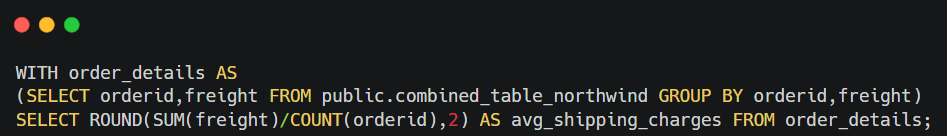 WITH order_details AS
(SELECT orderid,freight FROM public.combined_table_northwind GROUP BY orderid,freight)
SELECT ROUND(SUM(freight)/COUNT(orderid),2) AS avg_shipping_charges FROM order_details;